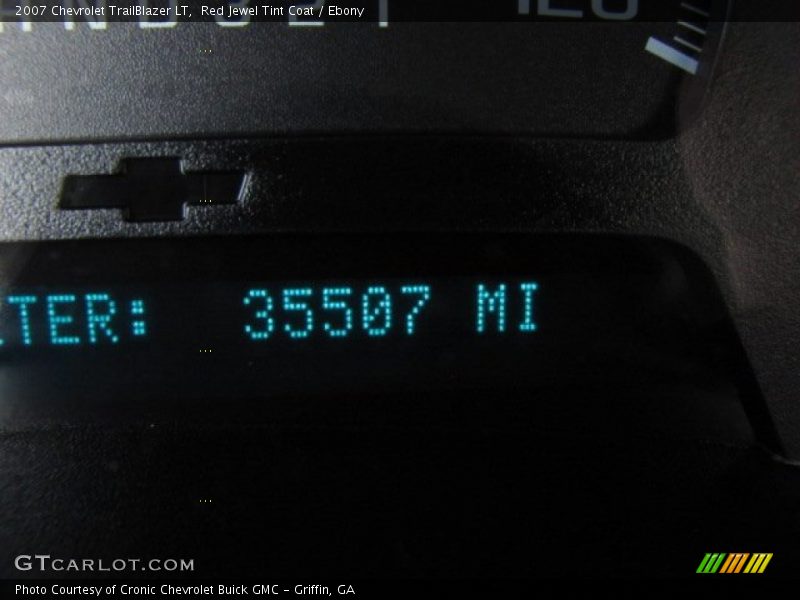 2007 Chevrolet TrailBlazer LT,  Red Jewel Tint Coat / Ebony
TER:  35507 MI
GTCARLOT.COM
Photo Courtesy of Cronic Chevrolet Buick GMC – Griffin, GA